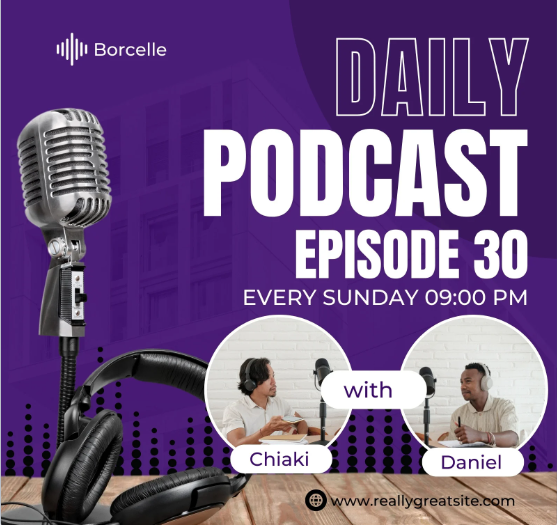 Borcelle
DAILY
PODCAST
EPISODE 30
EVERY SUNDAY 09:00 PM
with
Chiaki
Daniel
www.reallygreatsite.com